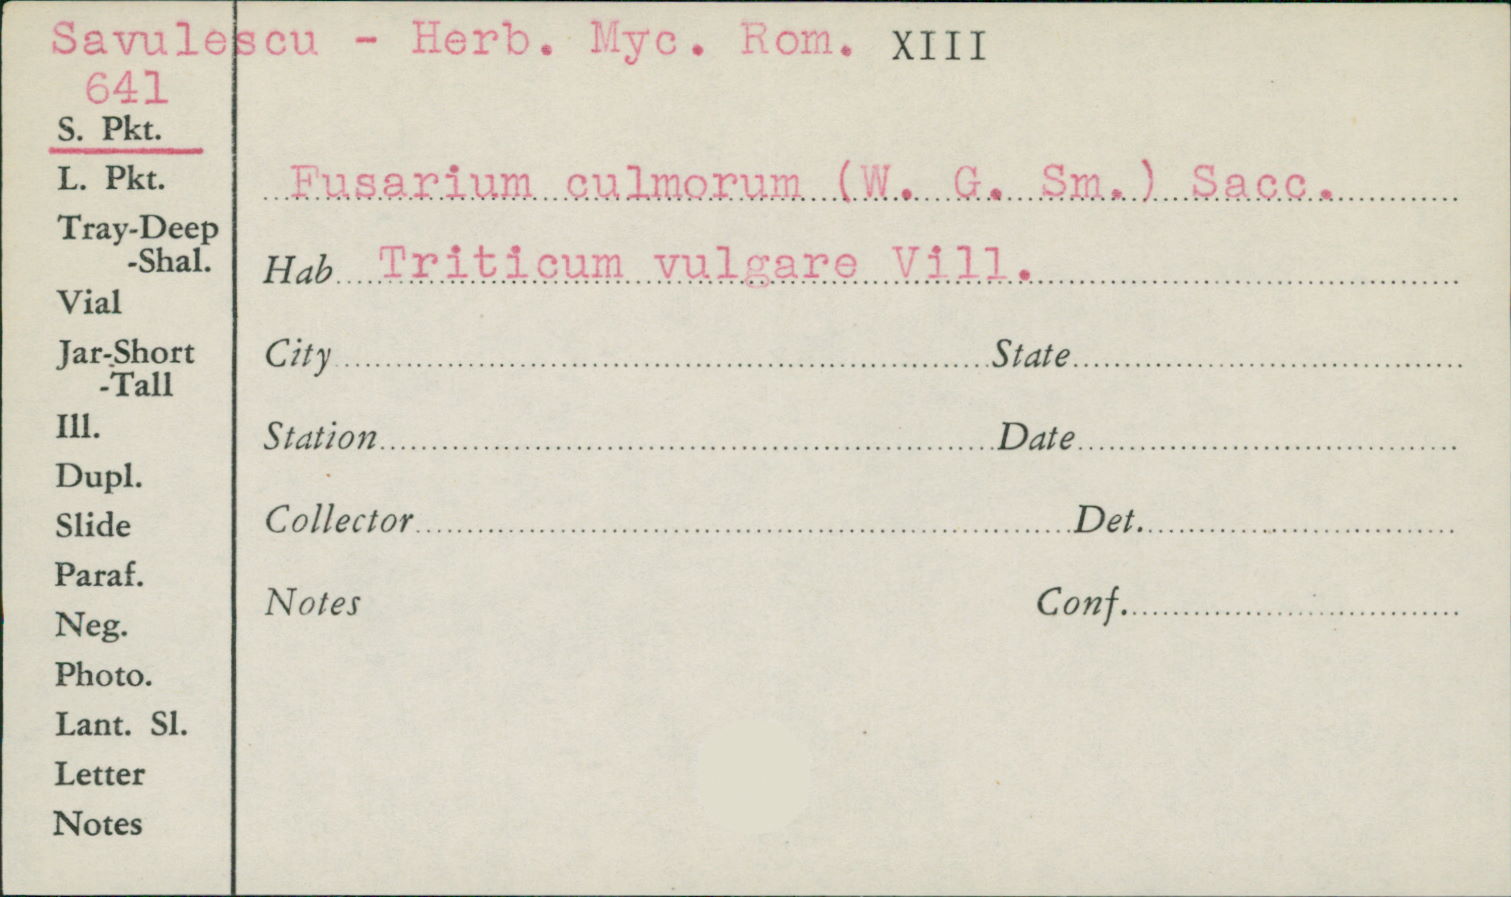 Savulescu - Herb. Myc. Rom. XIII
641
S. Pkt.
L. Pkt.
Tray-Deep
-Shal.
Vial
Jar-Short
-Tall
Ill.
Dupl.
Slide
Paraf.
Neg.
Photo.
Lant. Sl.
Letter
Notes
Fusarium culmorum (W. G. Sm.) Sacc.
Hab Triticum vulgare Vill.
City State
Station Date
Collector Det.
Notes Conf.